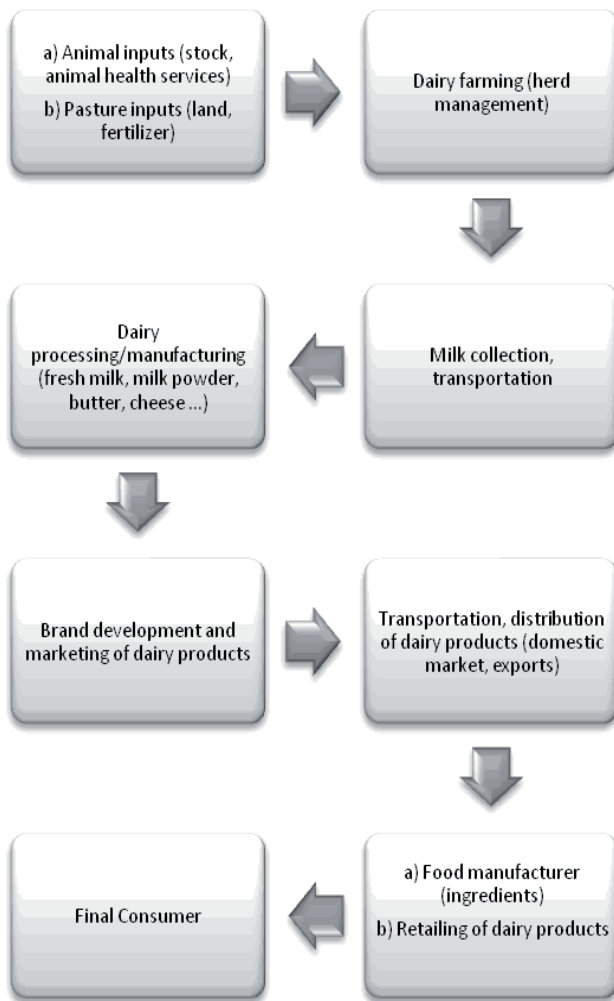 a) Animal inputs (stock,
animal health services)
b) Pasture inputs (land,
fertilizer)
Dairy farming (herd
management)
Milk collection,
transportation
Dairy
processing/manufacturing
(fresh milk, milk powder,
butter, cheese ...)
Brand development and
marketing of dairy products
Transportation, distribution
of dairy products (domestic
market, exports)
a) Food manufacturer
(ingredients)
b) Retailing of dairy products
Final Consumer